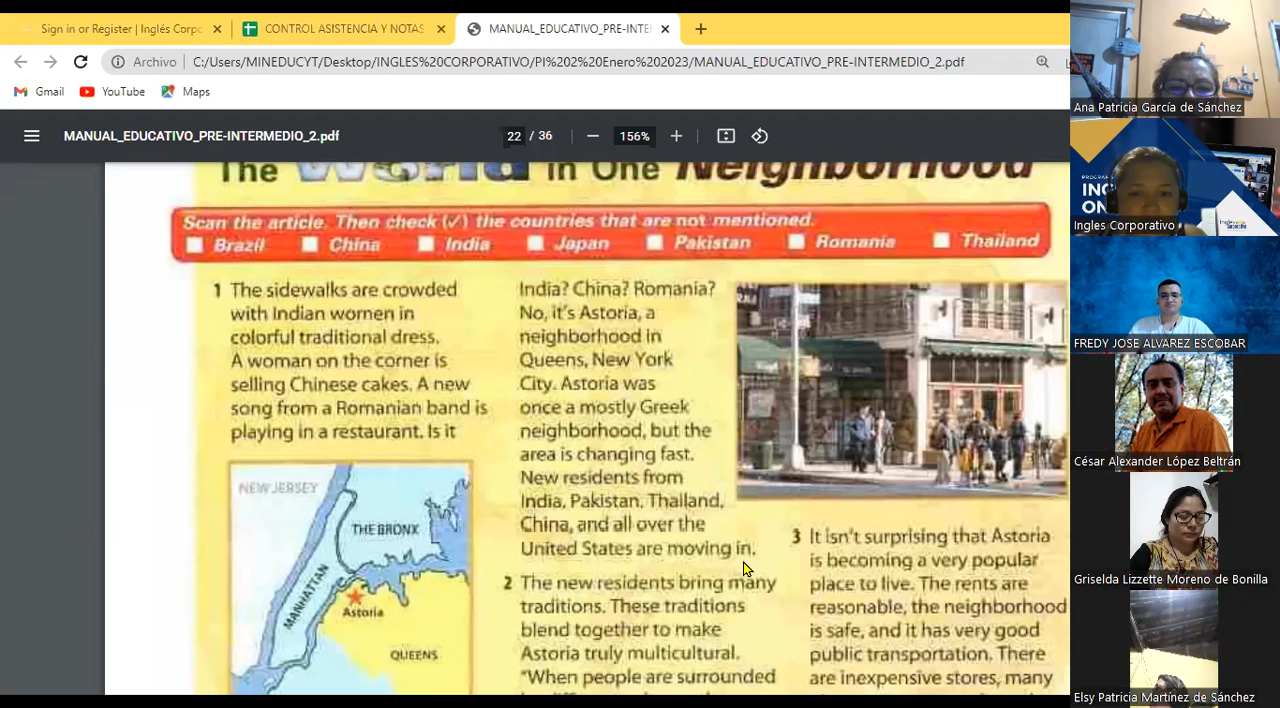 Sign in or Register | Inglés Corpo
CONTROL ASISTENCIA Y NOTAS
MANUAL_EDUCATIVO_PRE-INTE
Archivo
C:/Users/MINEDUCYT/Desktop/INGLES%20CORPORATIVO/PI%202%20Enero%202023/MANUAL_EDUCATIVO_PRE-INTERMEDIO_2.pdf
Gmail
YouTube
Maps
MANUAL_EDUCATIVO_PRE-INTERMEDIO_2.pdf
22 / 36
156%
The World in One Neighborhood
Scan the article. Then check (✓) the countries that are not mentioned.
Brazil China India Japan Pakistan Romania Thailand
1 The sidewalks are crowded
with Indian women in
colorful traditional dress.
A woman on the corner is
selling Chinese cakes. A new
song from a Romanian band is
playing in a restaurant. Is it
NEW JERSEY
THE BRONX
MANHATTAN
Astoria
QUEENS
India? China? Romania?
No, it's Astoria, a
neighborhood in
Queens, New York
City. Astoria was
once a mostly Greek
neighborhood, but the
area is changing fast.
New residents from
India, Pakistan, Thailand,
China, and all over the
United States are moving in.
2 The new residents bring many
traditions. These traditions
blend together to make
Astoria truly multicultural.
"When people are surrounded
3 It isn't surprising that Astoria
is becoming a very popular
place to live. The rents are
reasonable, the neighborhood
is safe, and it has very good
public transportation. There
are inexpensive stores, many
Ana Patricia García de Sánchez
Ingles Corporativo
FREDY JOSE ALVAREZ ESCOBAR
César Alexander López Beltrán
Griselda Lizzette Moreno de Bonilla
Elsy Patricia Martínez de Sánchez